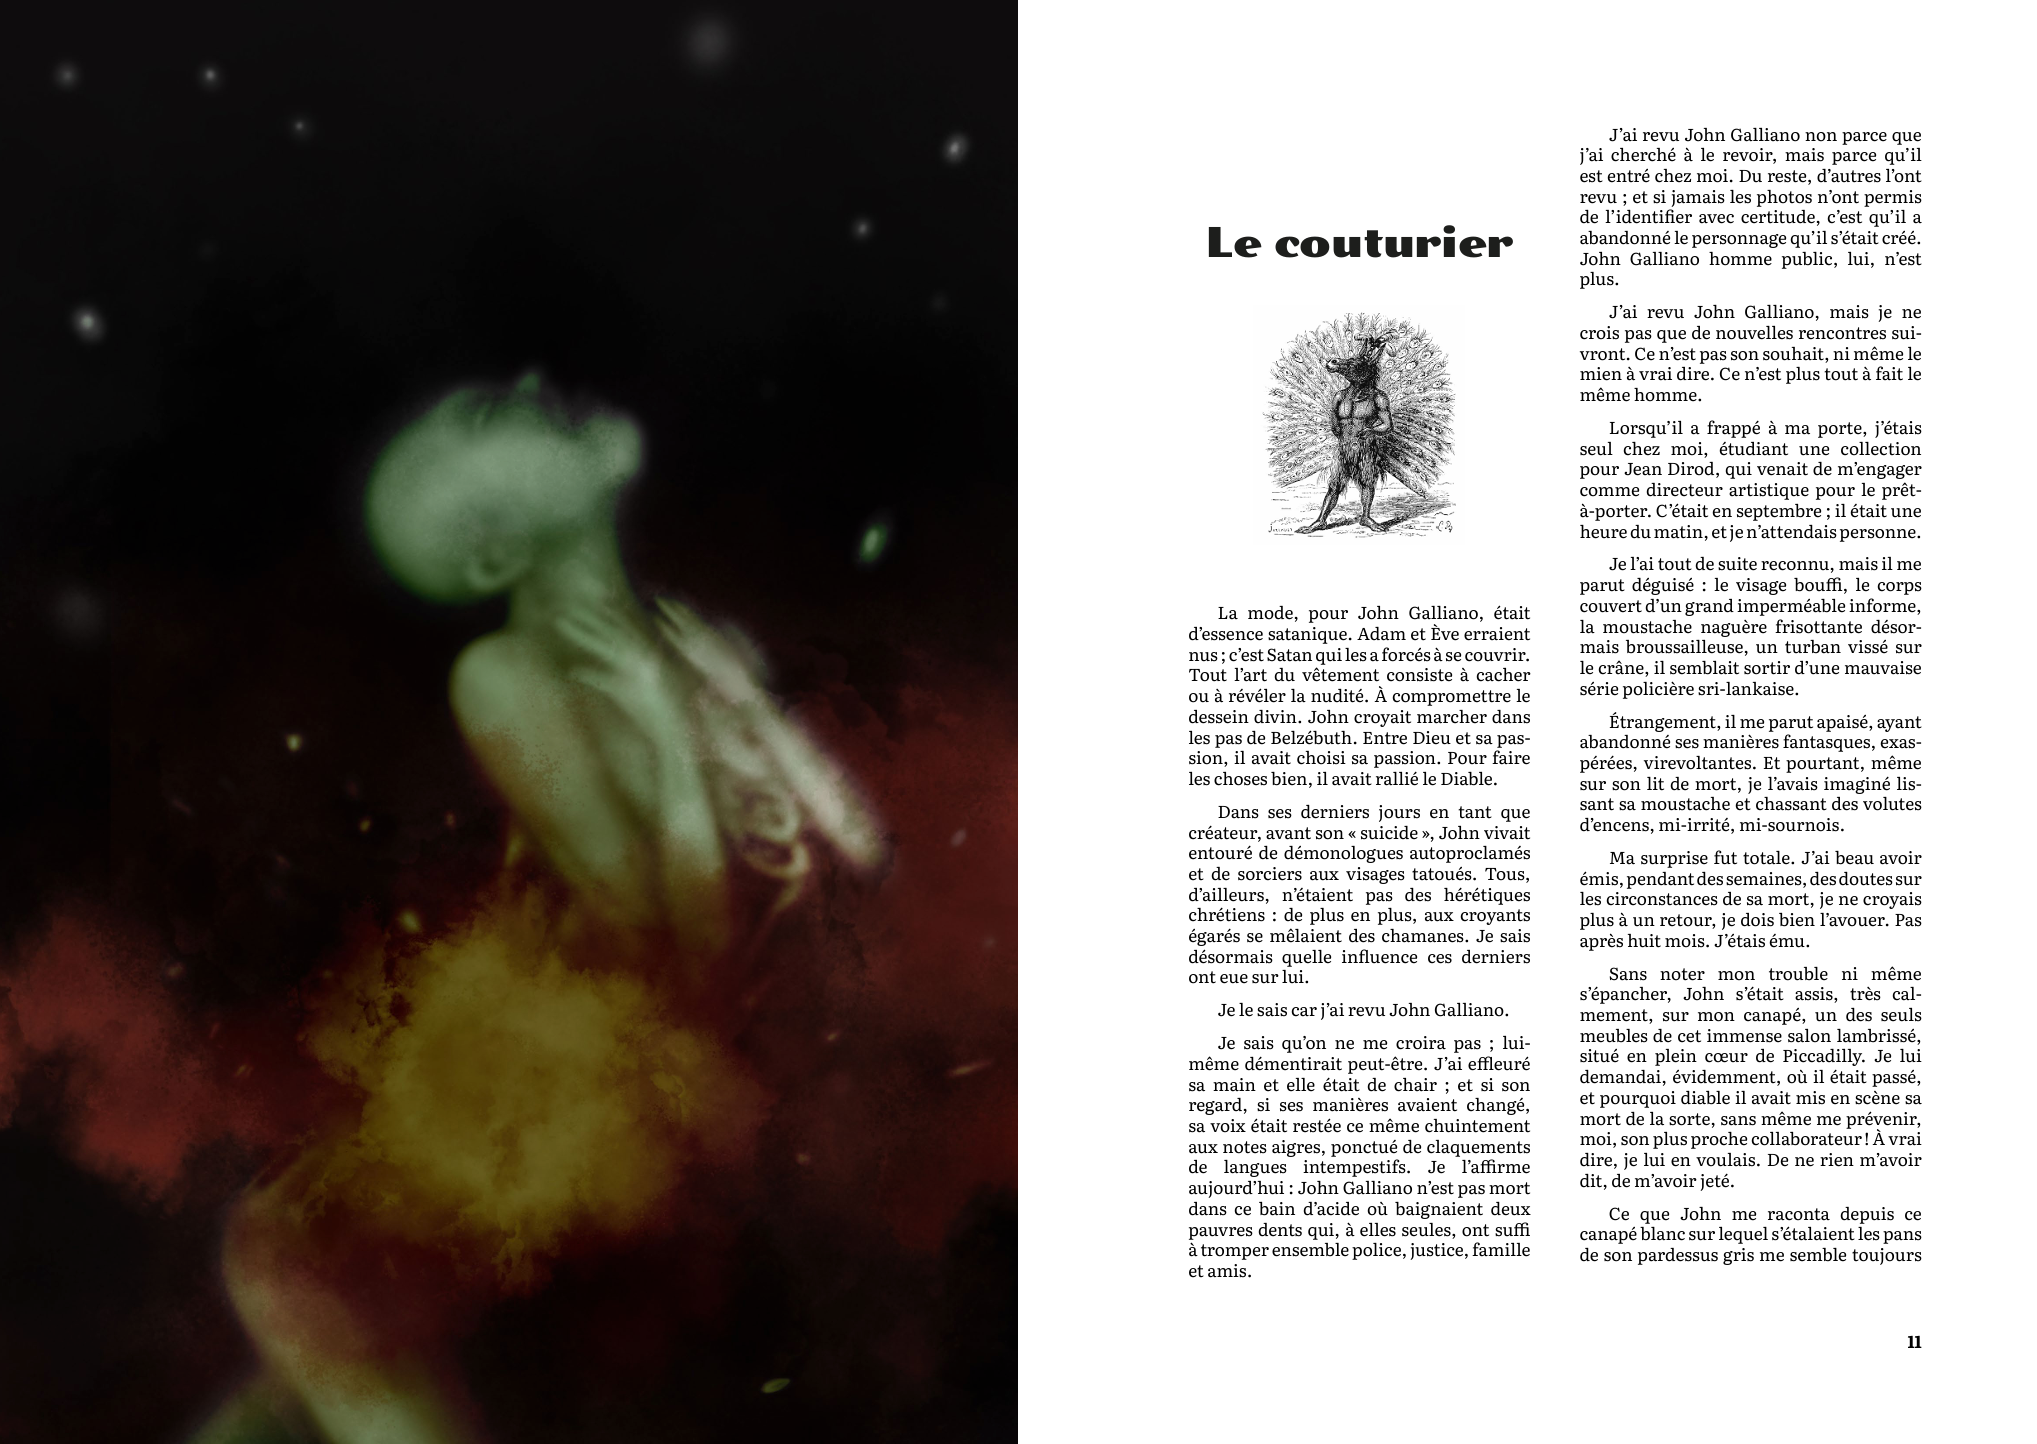 Le couturier
La mode, pour John Galliano, était
d’essence satanique. Adam et Ève erraient
nus ; c’est Satan qui les a forcés à se couvrir.
Tout l’art du vêtement consiste à cacher
ou à révéler la nudité. À compromettre le
dessein divin. John croyait marcher dans
les pas de Belzébuth. Entre Dieu et sa pas-
sion, il avait choisi sa passion. Pour faire
les choses bien, il avait rallié le Diable.
Dans ses derniers jours en tant que
créateur, avant son « suicide », John vivait
entouré de démonologues autoproclamés
et de sorciers aux visages tatoués. Tous,
d’ailleurs, n’étaient pas des hérétiques
chrétiens : de plus en plus, aux croyants
égarés se mêlaient des chamanes. Je sais
désormais quelle influence ces derniers
ont eue sur lui.
Je le sais car j’ai revu John Galliano.
Je sais qu’on ne me croira pas ; lui-
même démentirait peut-être. J’ai effleuré
sa main et elle était de chair ; et si son
regard, si ses manières avaient changé,
sa voix était restée ce même chuintement
aux notes aigres, ponctué de claquements
de langues intempestifs. Je l’affirme
aujourd’hui : John Galliano n’est pas mort
dans ce bain d’acide où baignaient deux
pauvres dents qui, à elles seules, ont suffi
à tromper ensemble police, justice, famille
et amis.
J’ai revu John Galliano non parce que
j’ai cherché à le revoir, mais parce qu’il
est entré chez moi. Du reste, d’autres l’ont
revu ; et si jamais les photos n’ont permis
de l’identifier avec certitude, c’est qu’il a
abandonné le personnage qu’il s’était créé.
John Galliano homme public, lui, n’est
plus.
J’ai revu John Galliano, mais je ne
crois pas que de nouvelles rencontres sui-
vront. Ce n’est pas son souhait, ni même le
mien à vrai dire. Ce n’est plus tout à fait le
même homme.
Lorsqu’il a frappé à ma porte, j’étais
seul chez moi, étudiant une collection
pour Jean Dirod, qui venait de m’engager
comme directeur artistique pour le prêt-
à-porter. C’était en septembre ; il était une
heure du matin, et je n’attendais personne.
Je l’ai tout de suite reconnu, mais il me
parut déguisé : le visage bouffi, le corps
couvert d’un grand imperméable informe,
la moustache naguère frisottante désor-
mais broussailleuse, un turban vissé sur
le crâne, il semblait sortir d’une mauvaise
série policière sri-lankaise.
Étrangement, il me parut apaisé, ayant
abandonné ses manières fantasques, exas-
pérées, virevoltantes. Et pourtant, même
sur son lit de mort, je l’avais imaginé lis-
sant sa moustache et chassant des volutes
d’encens, mi-irrité, mi-sournois.
Ma surprise fut totale. J’ai beau avoir
émis, pendant des semaines, des doutes sur
les circonstances de sa mort, je ne croyais
plus à un retour, je dois bien l’avouer. Pas
après huit mois. J’étais ému.
Sans noter mon trouble ni même
s’épancher, John s’était assis, très cal-
mement, sur mon canapé, un des seuls
meubles de cet immense salon lambrissé,
situé en plein cœur de Piccadilly. Je lui
demandai, évidemment, où il était passé,
et pourquoi diable il avait mis en scène sa
mort de la sorte, sans même me prévenir,
moi, son plus proche collaborateur ! À vrai
dire, je lui en voulais. De ne rien m’avoir
dit, de m’avoir jeté.
Ce que John me raconta depuis ce
canapé blanc sur lequel s’étalaient les pans
de son pardessus gris me semble toujours
11